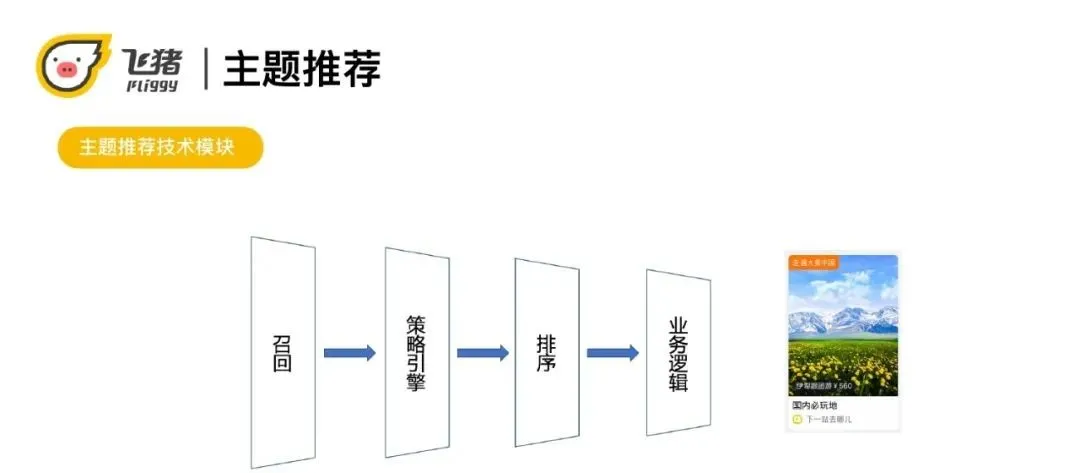 飞猪
Fliggy
主题推荐
主题推荐技术模块
召回
策略引擎
排序
业务逻辑
走遍大美中国
伊犁跟团游 ¥ 560
国内必玩地
下一站去哪儿